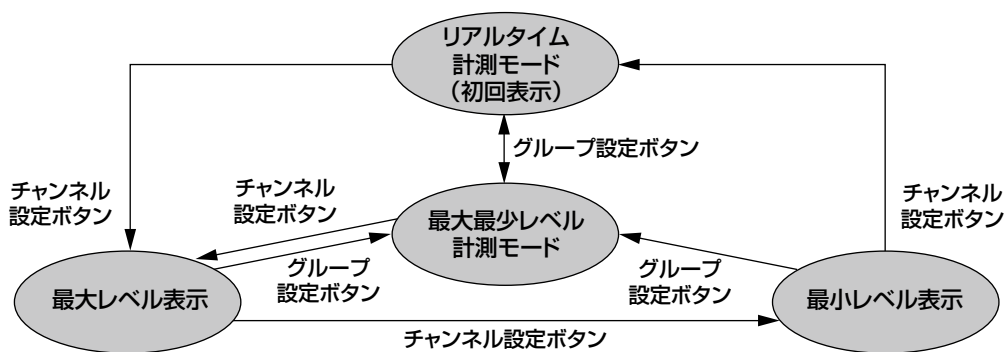 リアルタイム
計測モード
（初回表示）
グループ設定ボタン
チャンネル
設定ボタン
チャンネル
設定ボタン
最大最少レベル
計測モード
チャンネル
設定ボタン
グループ
設定ボタン
グループ
設定ボタン
最大レベル表示
最小レベル表示
チャンネル設定ボタン